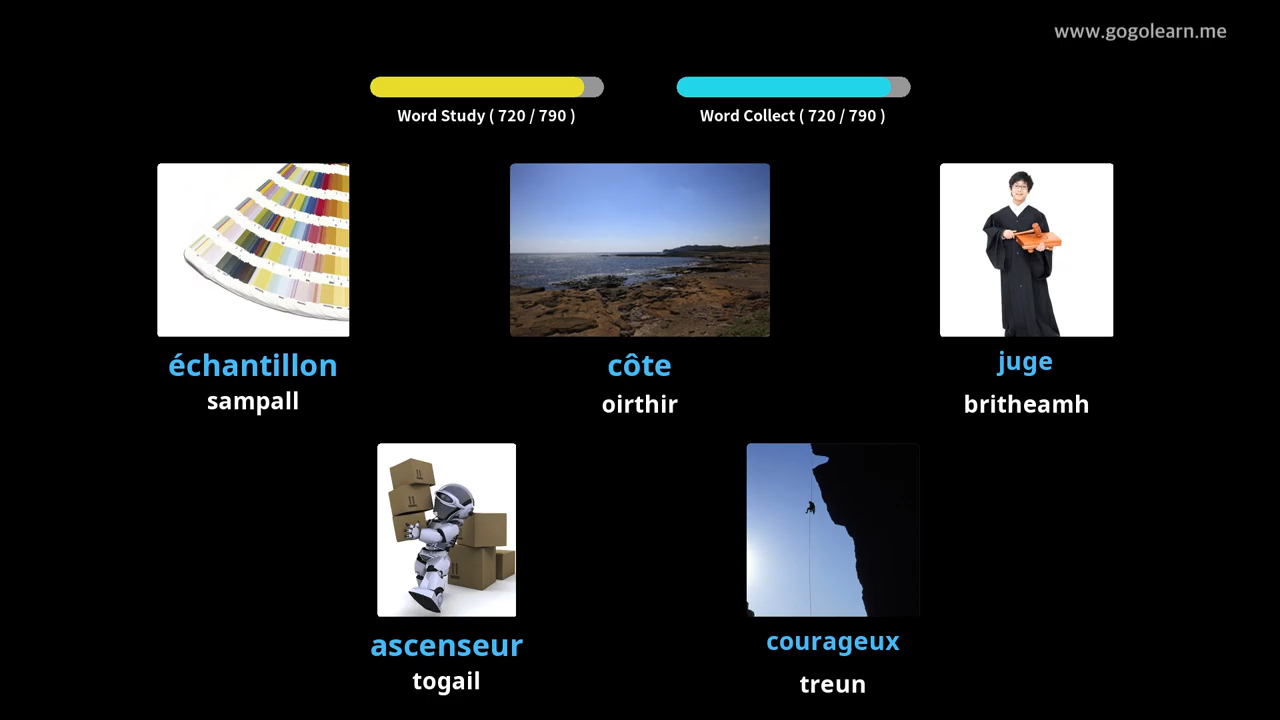 www.gogolearn.me
Word Study ( 720 / 790 )
Word Collect ( 720 / 790 )
échantillon
sampall
côte
oirthir
juge
britheamh
ascenseur
togail
courageux
treun